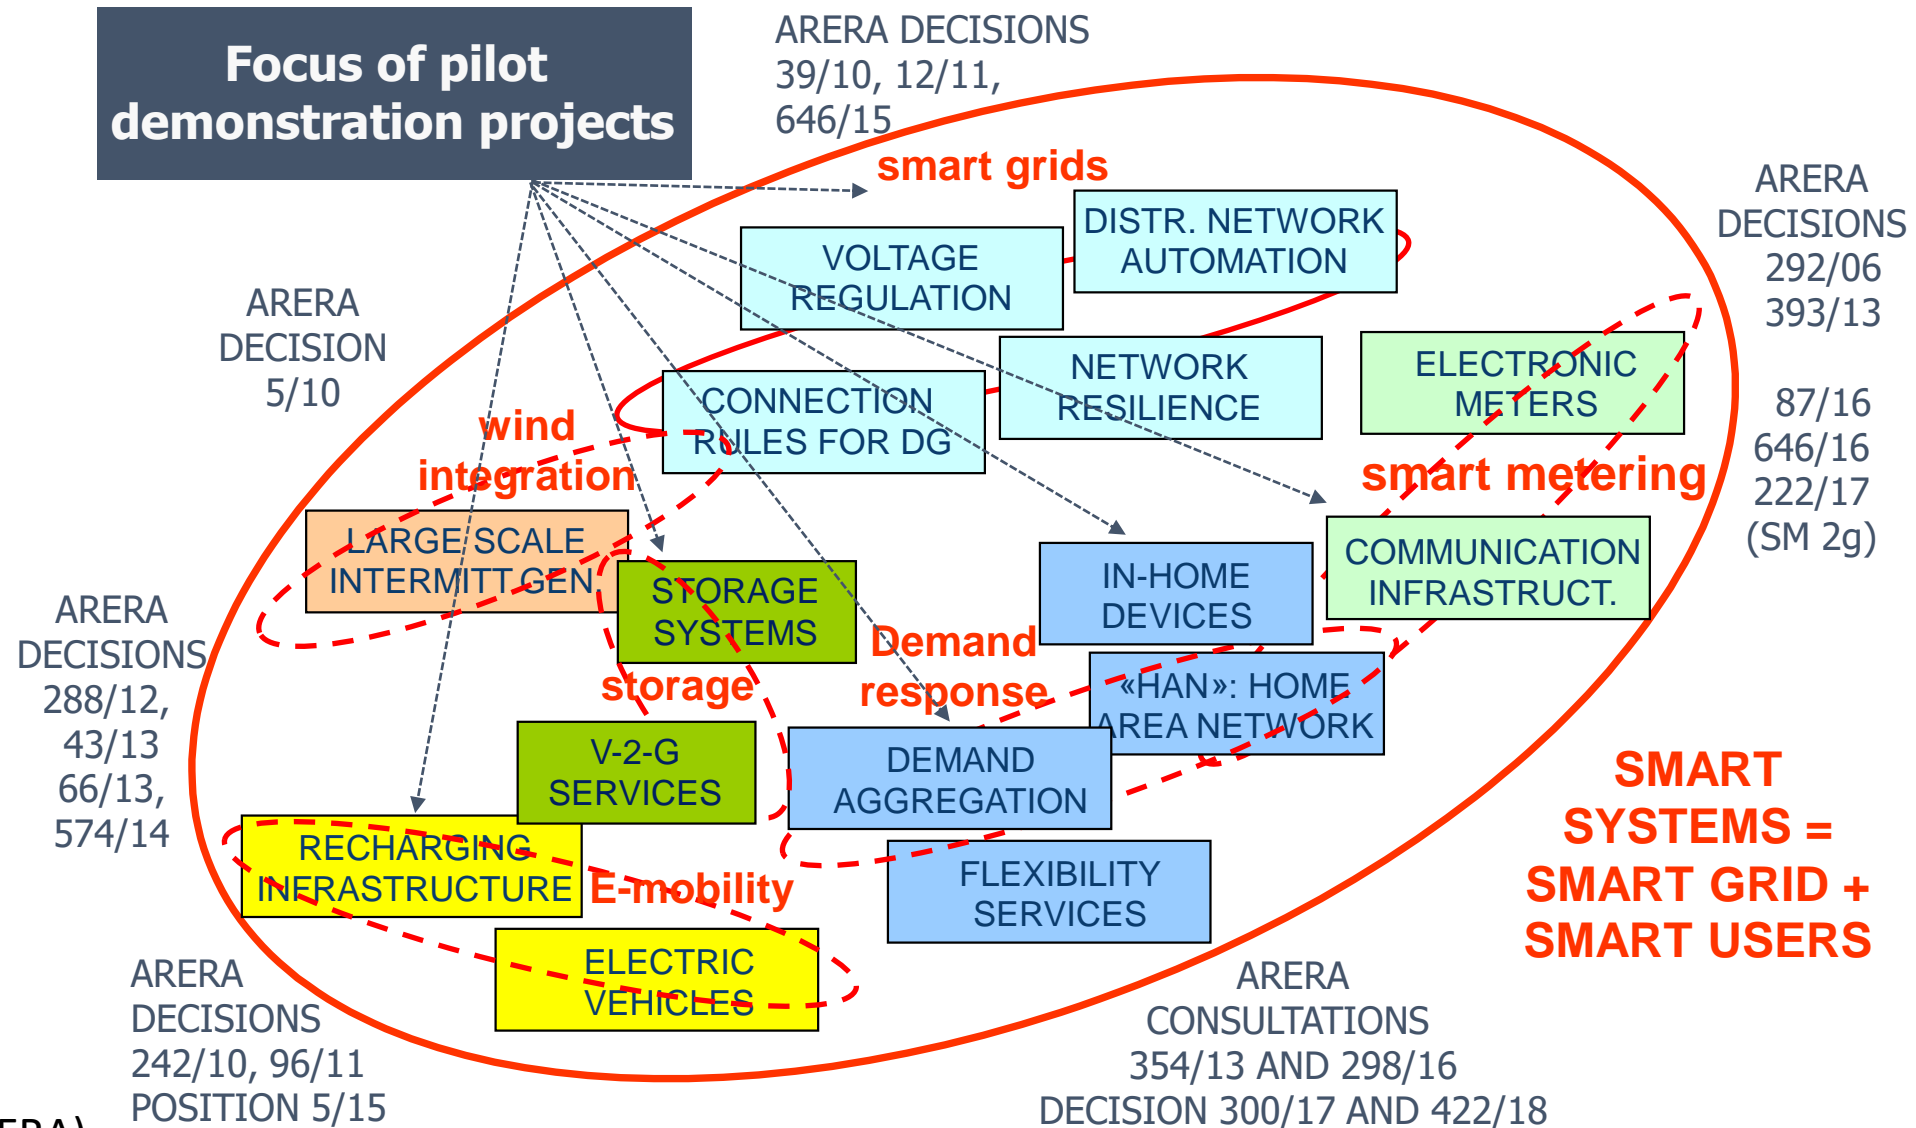 Focus of pilot
demonstration projects
ARERA DECISIONS
39/10, 12/11,
646/15
smart grids
DISTR. NETWORK
AUTOMATION
VOLTAGE
REGULATION
NETWORK
RESILIENCE
CONNECTION
RULES FOR DG
ARERA
DECISIONS
292/06
393/13
87/16
646/16
222/17
(SM 2g)
ELECTRONIC
METERS
smart metering
COMMUNICATION
INFRASTRUCT.
ARERA
DECISION
5/10
wind
integration
LARGE SCALE
INTERMITT GEN.
STORAGE
SYSTEMS
storage
V-2-G
SERVICES
IN-HOME
DEVICES
«HAN»: HOME
AREA NETWORK
Demand
response
DEMAND
AGGREGATION
FLEXIBILITY
SERVICES
ARERA
DECISIONS
288/12,
43/13
66/13,
574/14
RECHARGING
INFRASTRUCTURE
E-mobility
ELECTRIC
VEHICLES
SMART
SYSTEMS =
SMART GRID +
SMART USERS
ARERA
DECISIONS
242/10, 96/11
POSITION 5/15
ARERA
CONSULTATIONS
354/13 AND 298/16
DECISION 300/17 AND 422/18